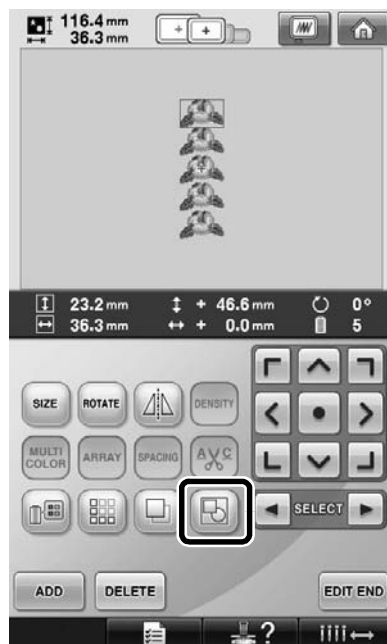 116.4 mm
36.3 mm
23.2 mm + 46.6 mm 0°
36.3 mm + 0.0 mm 5
SIZE ROTATE DENSITY
MULTI COLOR ARRAY SPACING A C
SELECT
ADD DELETE EDIT END
?